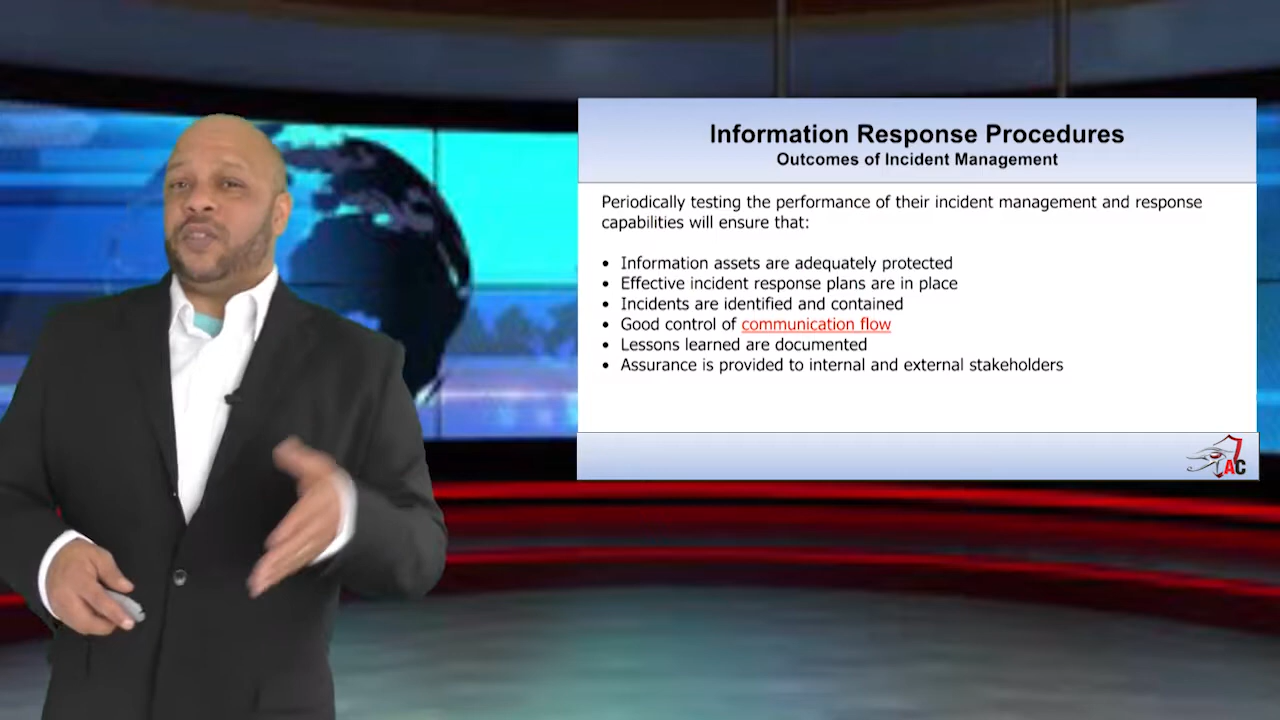 Information Response Procedures
Outcomes of Incident Management
Periodically testing the performance of their incident management and response
capabilities will ensure that:
• Information assets are adequately protected
• Effective incident response plans are in place
• Incidents are identified and contained
• Good control of communication flow
• Lessons learned are documented
• Assurance is provided to internal and external stakeholders
AC